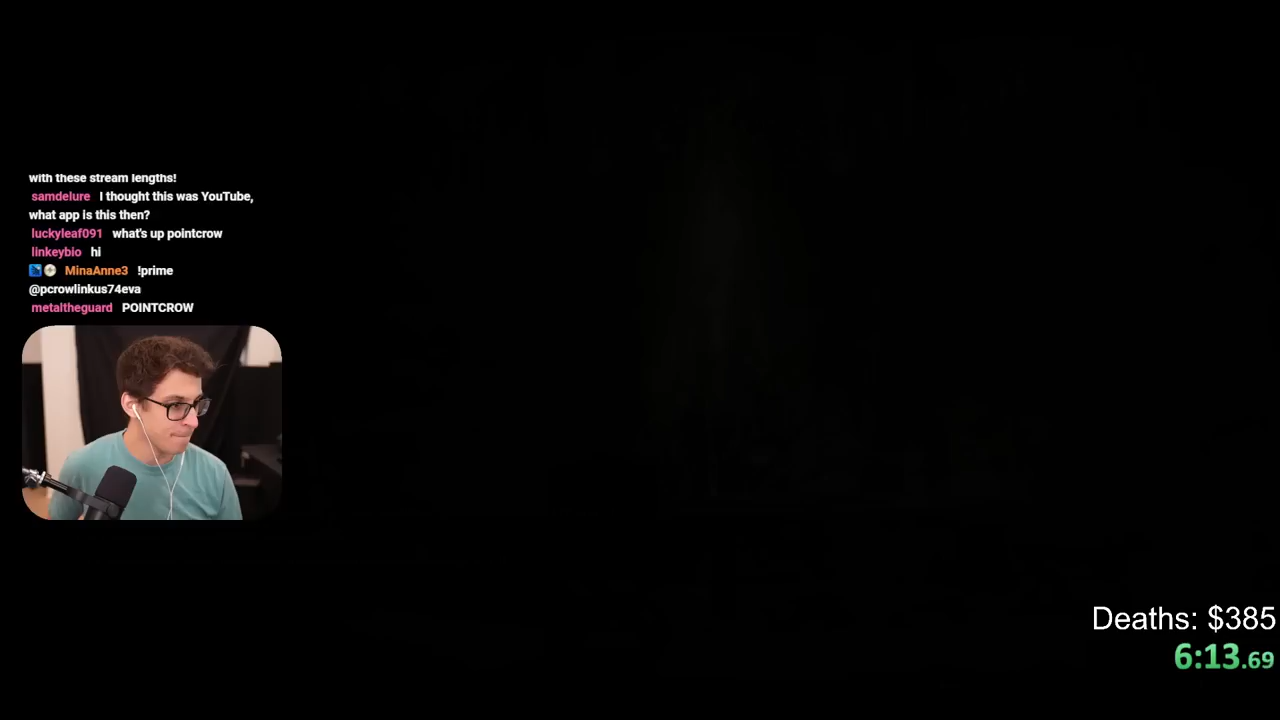 with these stream lengths!
samdelure I thought this was YouTube,
what app is this then?
luckyleaf091 what's up pointcrow
linkeybio hi
MinaAnne3 !prime
@pcrowlinkus74eva
metaltheguard POINTCROW
Deaths: $385
6:13.69